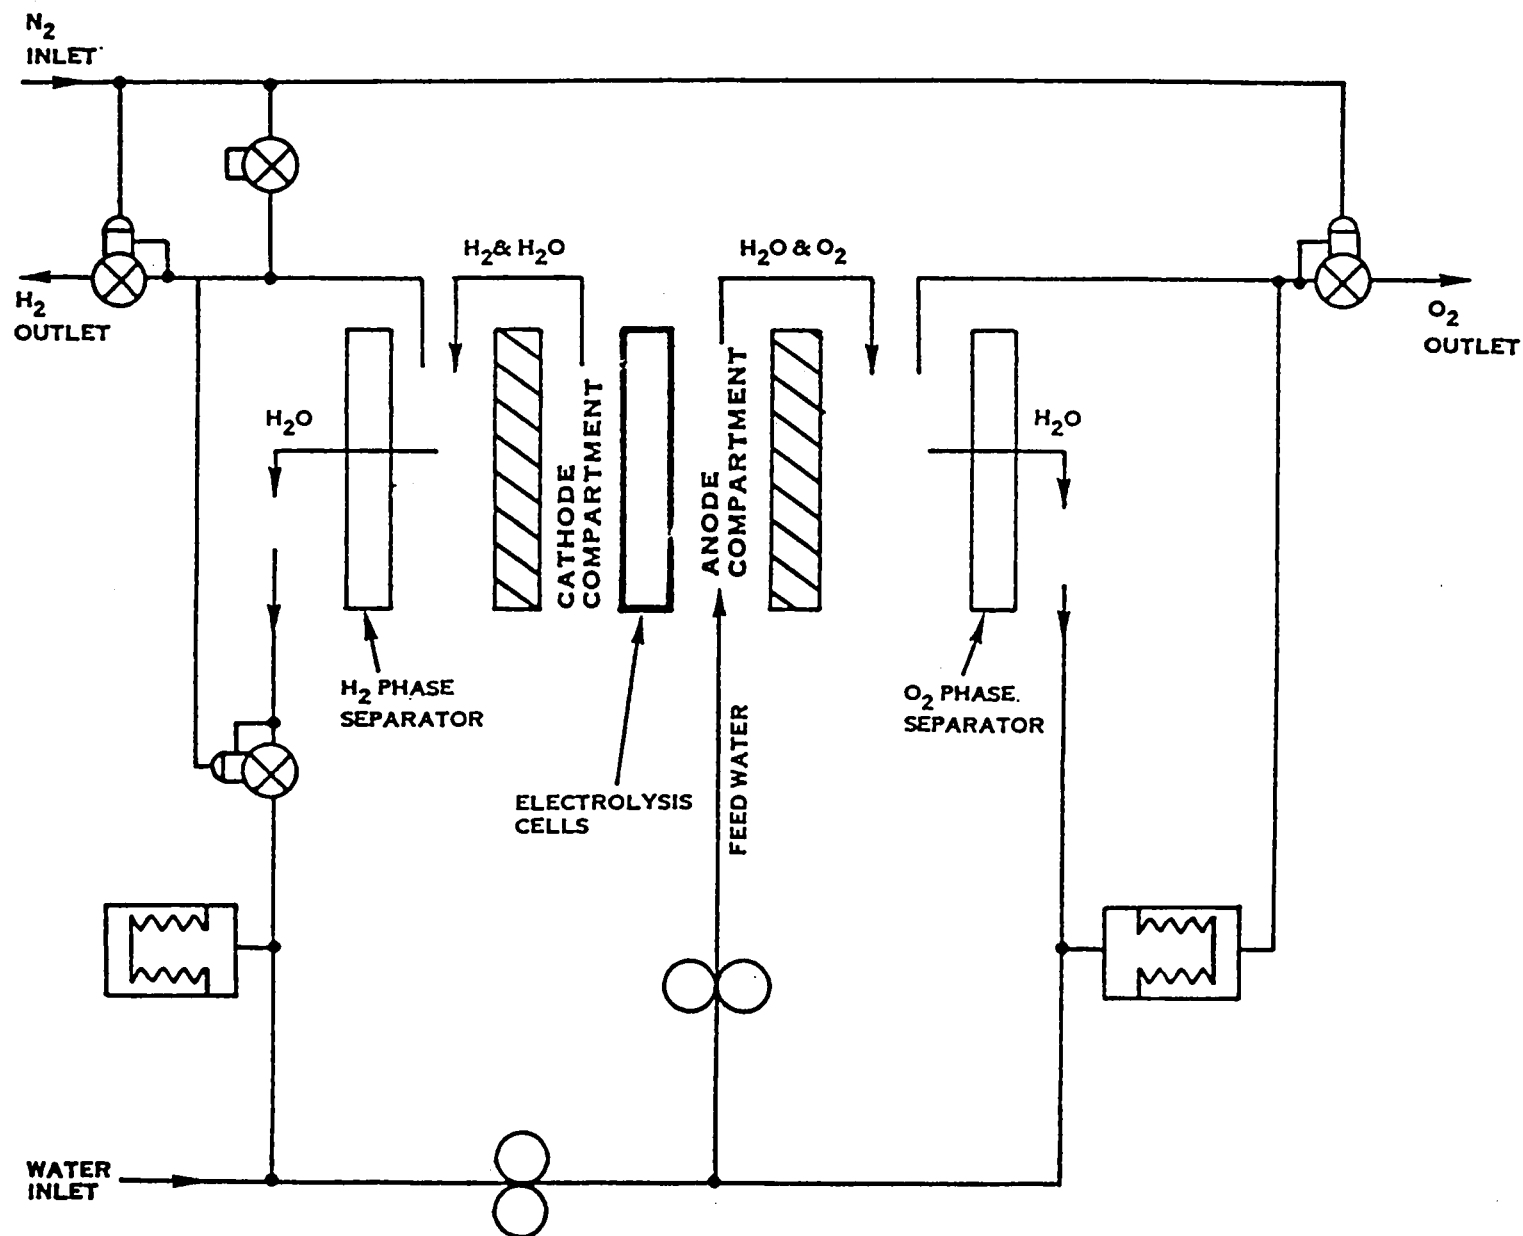 N2
INLET
H2& H2O
H2O & O2
H2
OUTLET
O2
OUTLET
H2O
H2O
CATHODE
COMPARTMENT
ANODE
COMPARTMENT
H2 PHASE
SEPARATOR
O2 PHASE.
SEPARATOR
FEED WATER
ELECTROLYSIS
CELLS
WATER
INLET